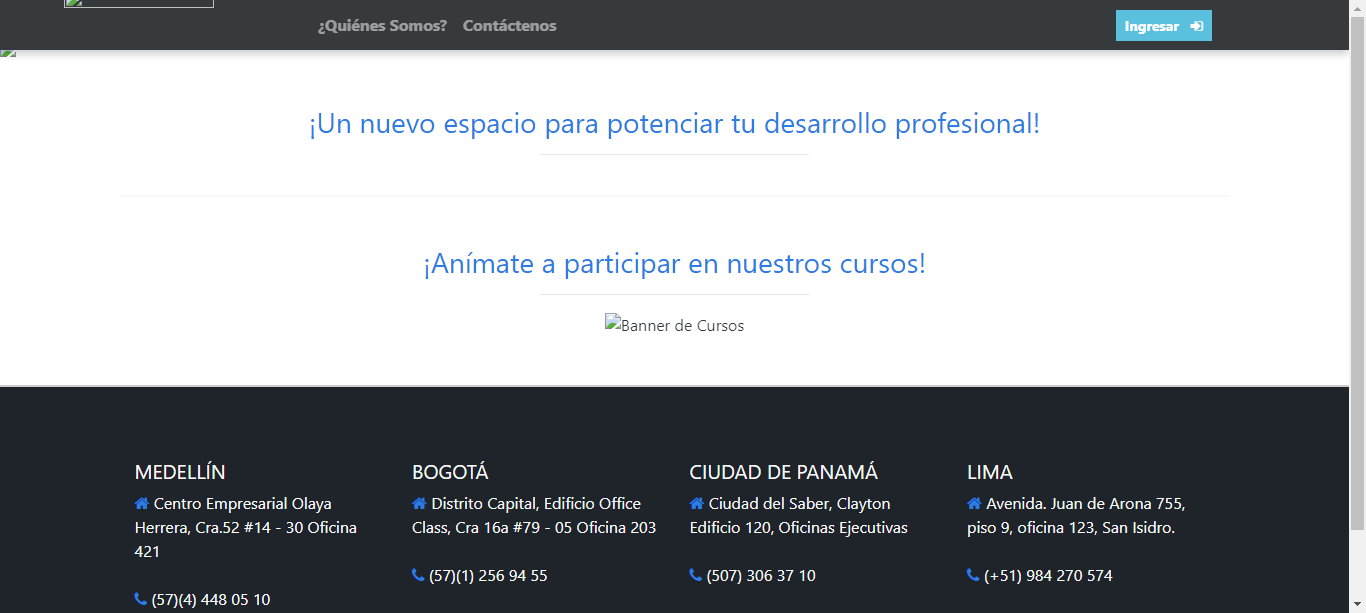 ¿Quiénes Somos? Contáctenos Ingresar
¡Un nuevo espacio para potenciar tu desarrollo profesional!
¡Anímate a participar en nuestros cursos!
Banner de Cursos
MEDELLÍN
Centro Empresarial Olaya
Herrera, Cra.52 #14 - 30 Oficina
421
(57)(4) 448 05 10
BOGOTÁ
Distrito Capital, Edificio Office
Class, Cra 16a #79 - 05 Oficina 203
(57)(1) 256 94 55
CIUDAD DE PANAMÁ
Ciudad del Saber, Clayton
Edificio 120, Oficinas Ejecutivas
(507) 306 37 10
LIMA
Avenida. Juan de Arona 755,
piso 9, oficina 123, San Isidro.
(+51) 984 270 574